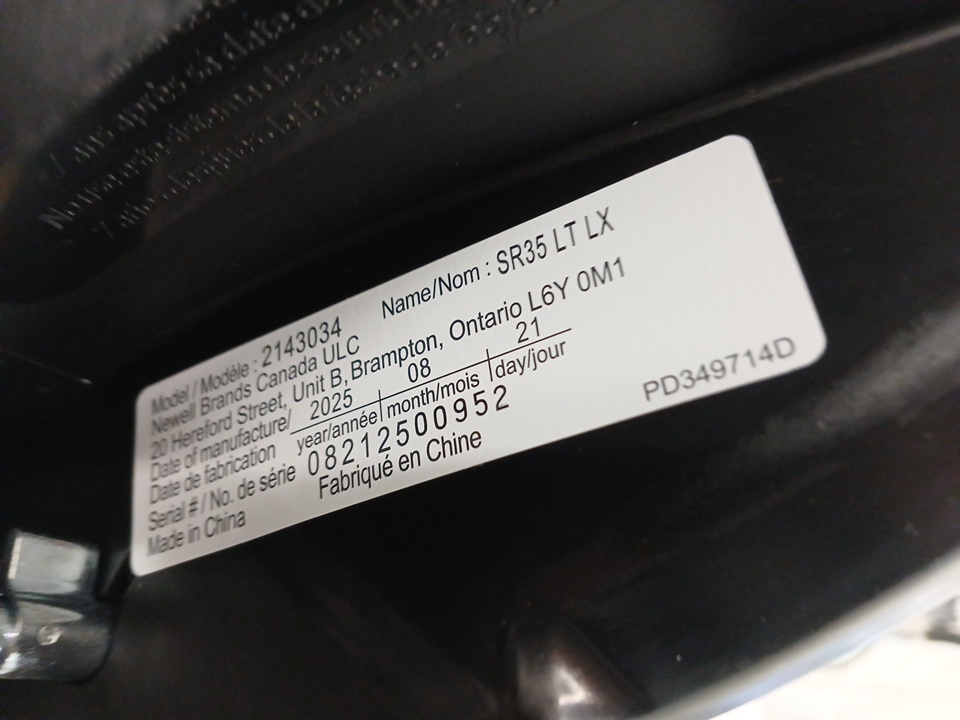 Model / Modèle : 2143034 Name/Nom : SR35 LT LX
Newell Brands Canada ULC
20 Hereford Street, Unit B, Brampton, Ontario L6Y 0M1
Date of manufacture/ 2025 08 21
Date de fabrication year/année month/mois day/jour
Serial # / No. de série 08212500952
Made in China Fabriqué en Chine
PD349714D